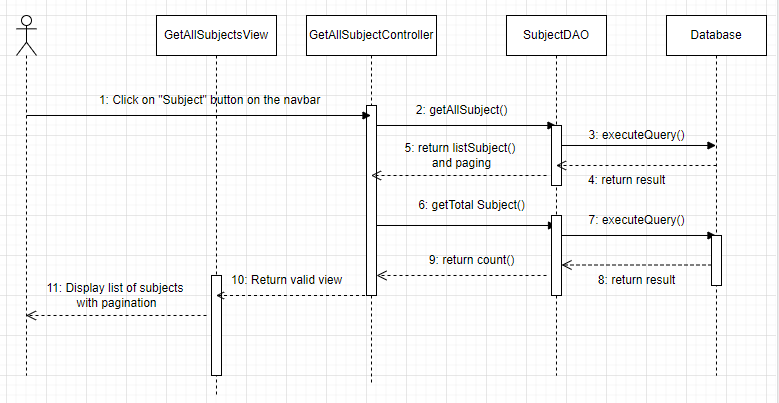 GetAllSubjectsView
GetAllSubjectController
SubjectDAO
Database
1: Click on "Subject" button on the navbar
2: getAllSubject()
3: executeQuery()
5: return listSubject()
and paging
4: return result
6: getTotal Subject()
7: executeQuery()
9: return count()
8: return result
10: Return valid view
11: Display list of subjects
with pagination